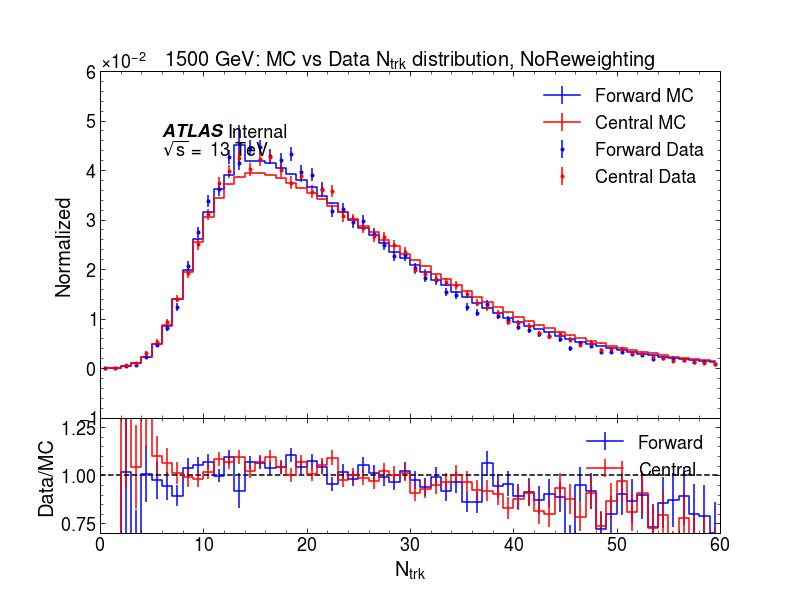 ×10⁻² 1500 GeV: MC vs Data N_trk distribution, NoReweighting
6
5
4
3
2
1
0
−1
Normalized
ATLAS Internal
√s = 13 TeV
Forward MC
Central MC
Forward Data
Central Data
1.25
1.00
0.75
Data/MC
Forward
Central
0 10 20 30 40 50 60
N_trk